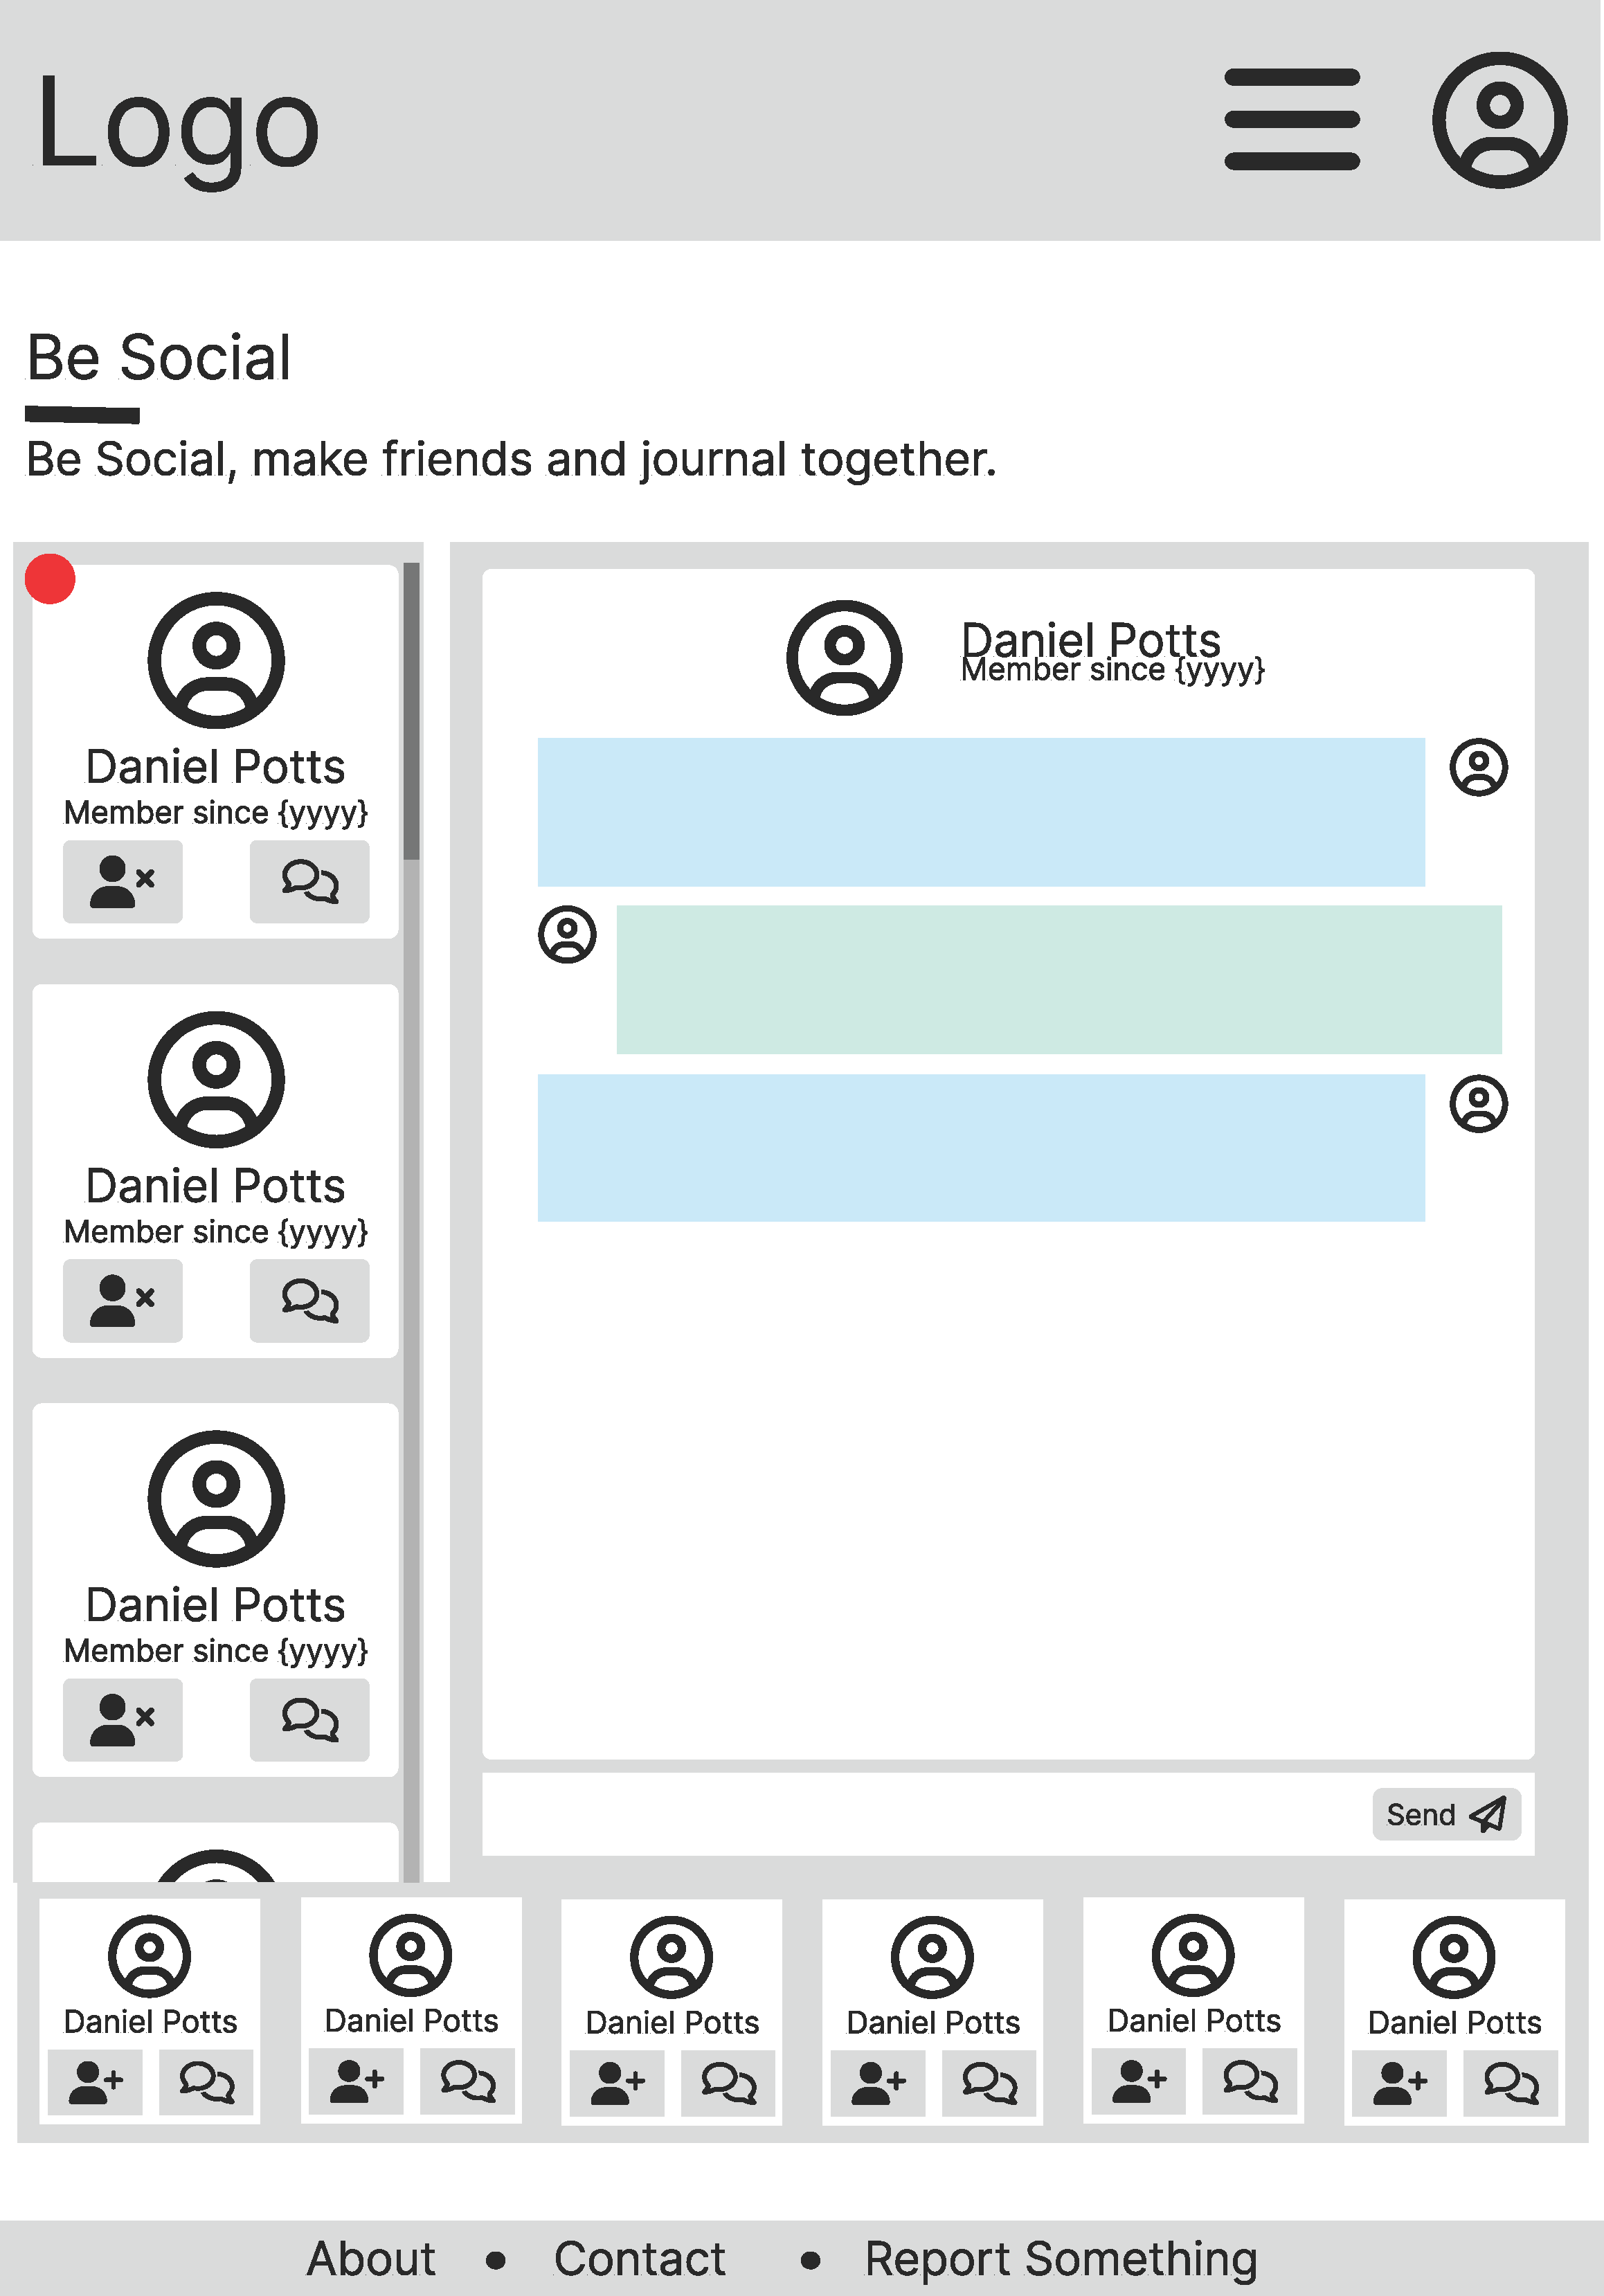 Logo
Be Social
Be Social, make friends and journal together.
Daniel Potts
Member since {yyyy}
Daniel Potts
Member since {yyyy}
Daniel Potts
Member since {yyyy}
Daniel Potts
Member since {yyyy}
Send
Daniel Potts
Daniel Potts
Daniel Potts
Daniel Potts
Daniel Potts
Daniel Potts
About • Contact • Report Something